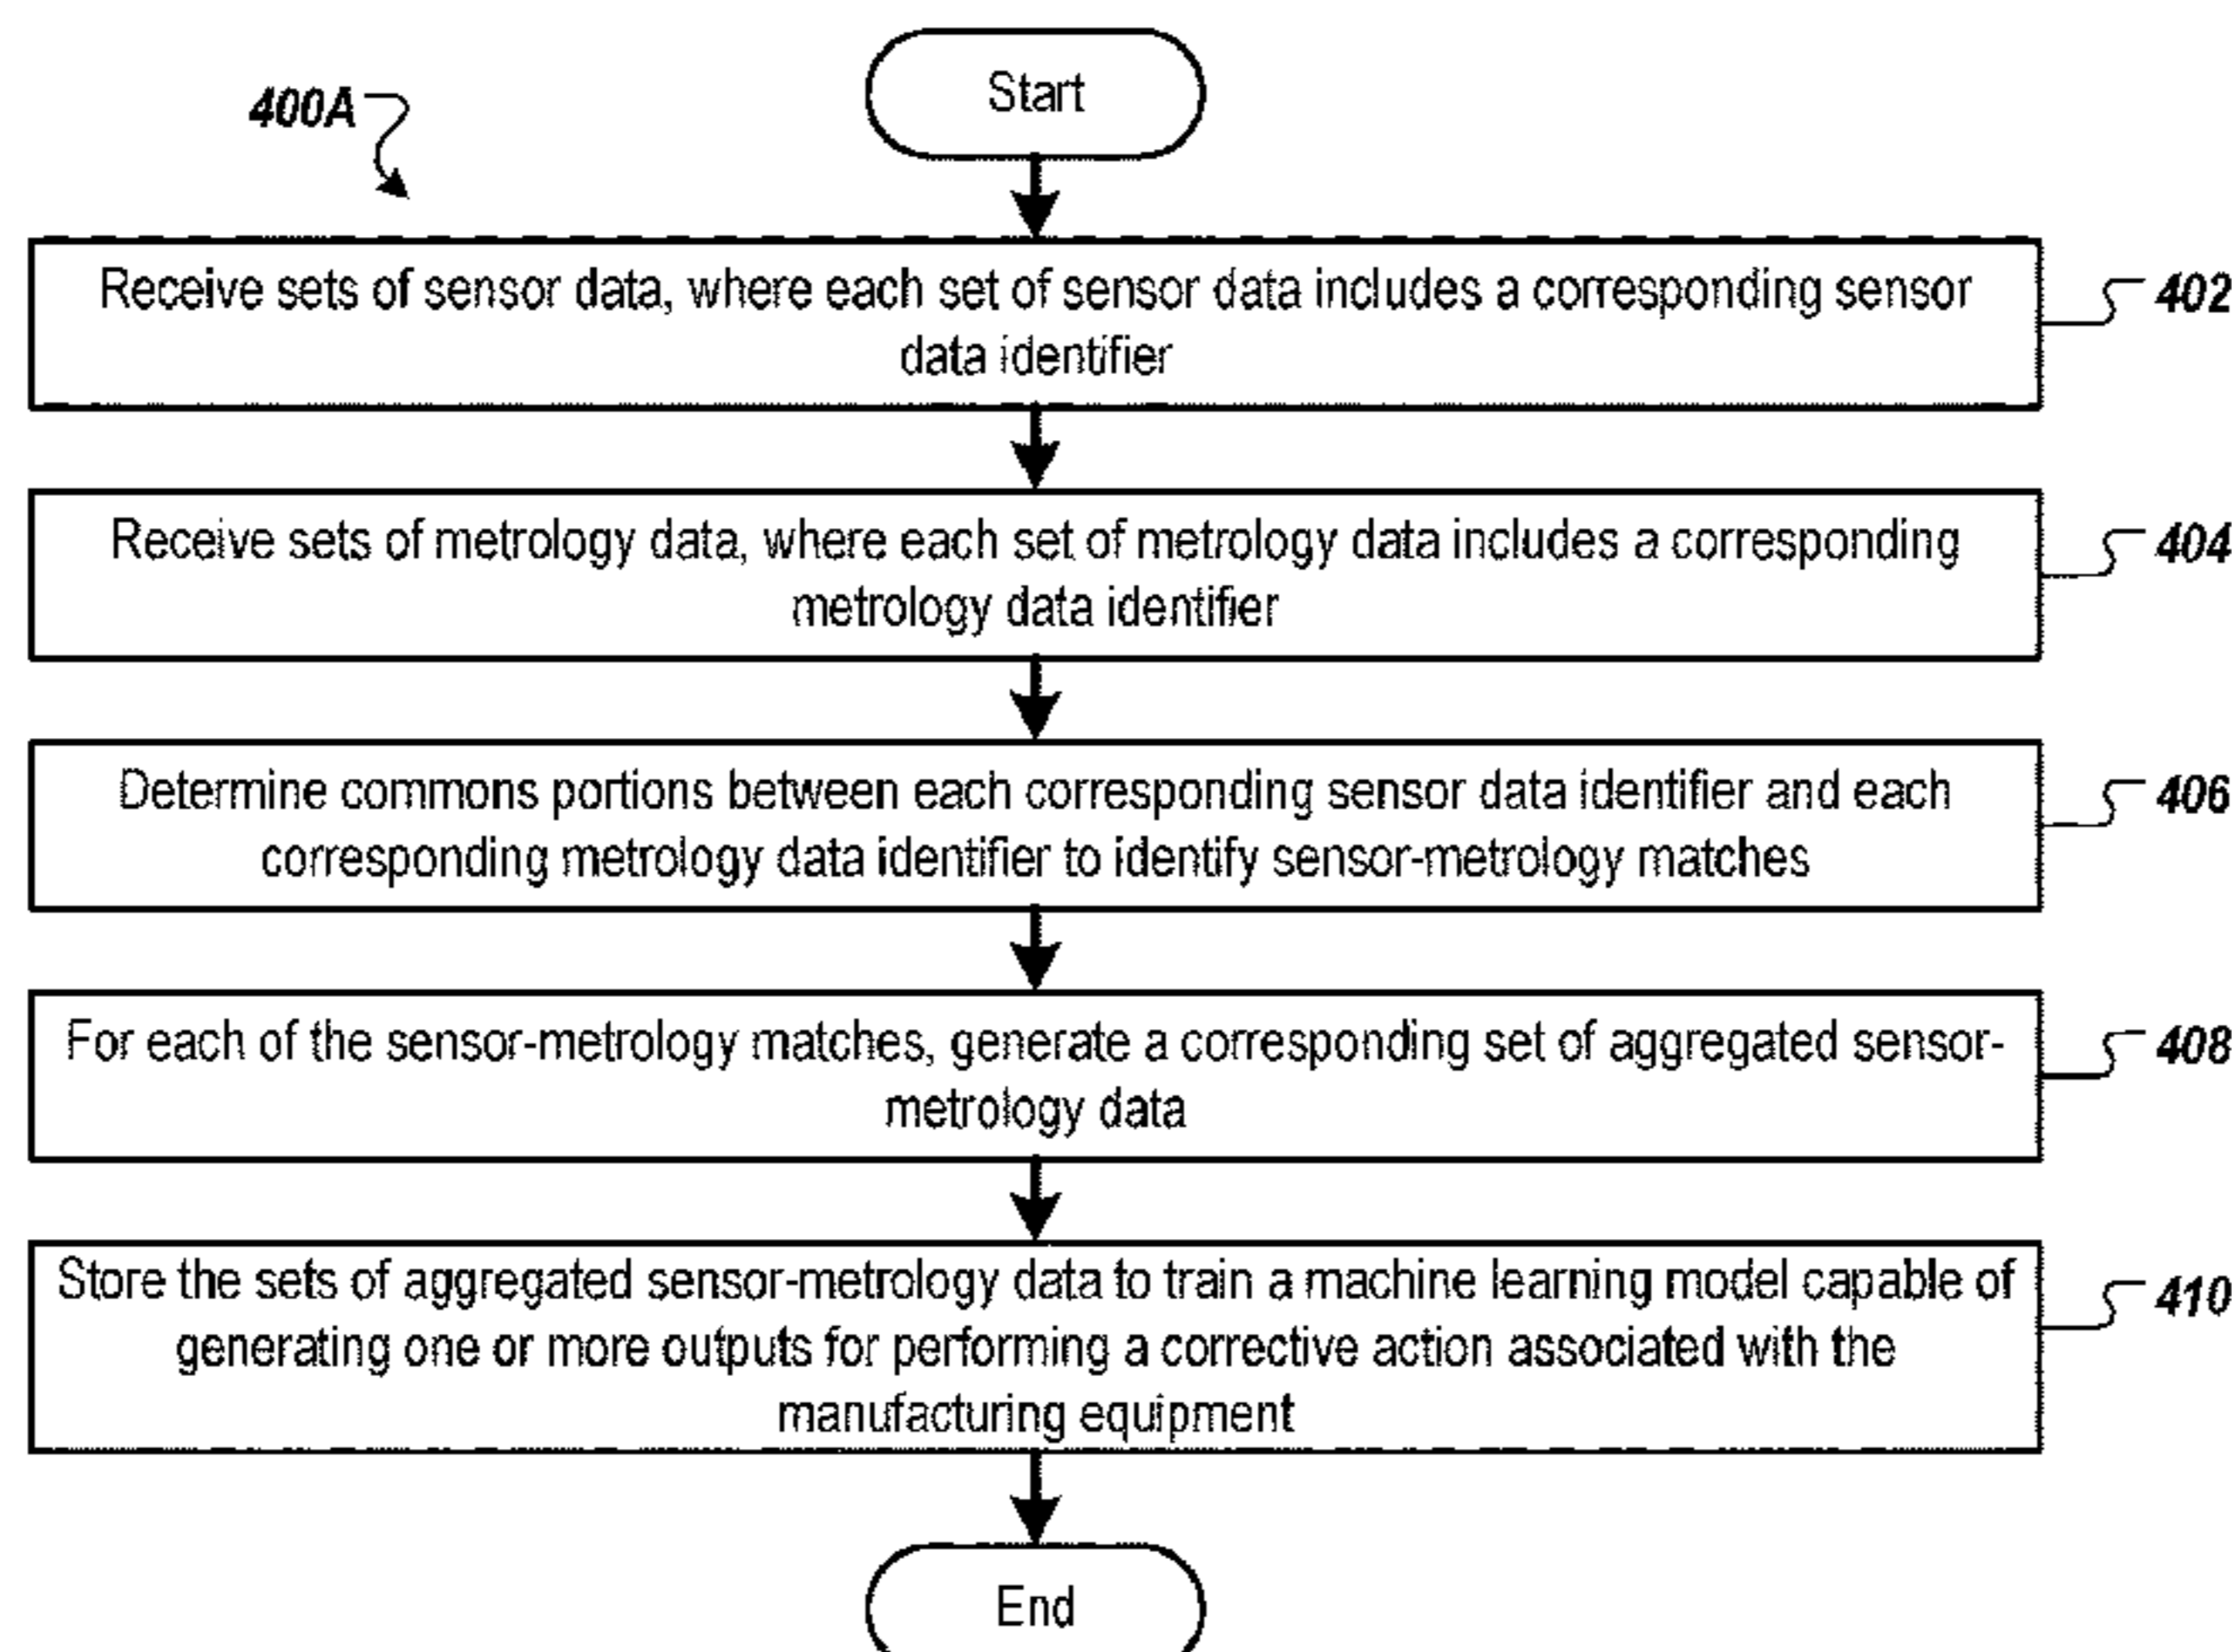 Start
400A
Receive sets of sensor data, where each set of sensor data includes a corresponding sensor
data identifier
402
Receive sets of metrology data, where each set of metrology data includes a corresponding
metrology data identifier
404
Determine commons portions between each corresponding sensor data identifier and each
corresponding metrology data identifier to identify sensor-metrology matches
406
For each of the sensor-metrology matches, generate a corresponding set of aggregated sensor-
metrology data
408
Store the sets of aggregated sensor-metrology data to train a machine learning model capable of
generating one or more outputs for performing a corrective action associated with the
manufacturing equipment
410
End